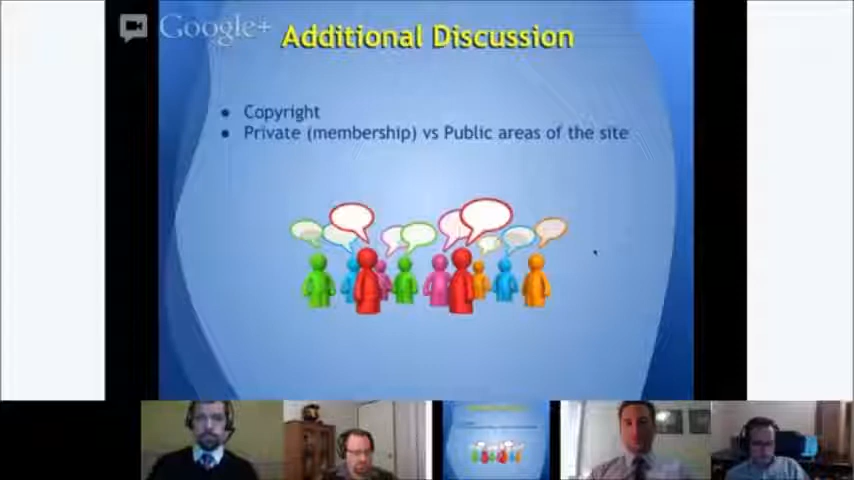 Google+
Additional Discussion
● Copyright
● Private (membership) vs Public areas of the site